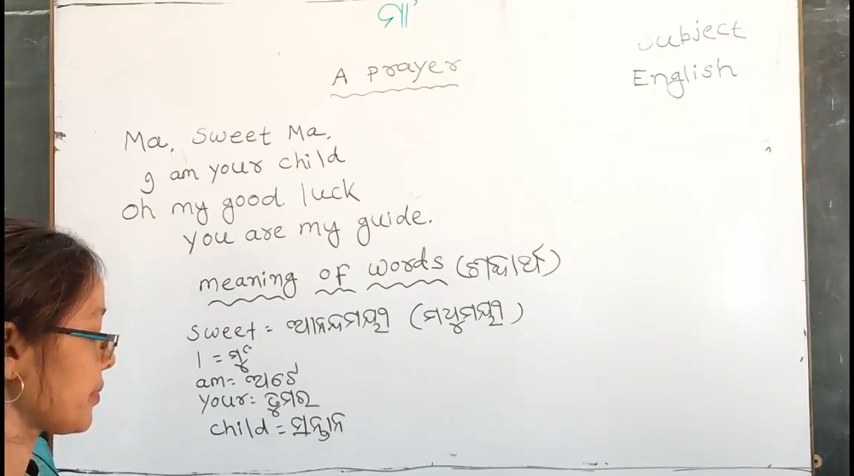 ମାଁ
Subject
English
A Prayer
Ma, Sweet Ma,
I am your child
Oh my good luck
You are my guide.
meaning of words (ଶବ୍ଦାର୍ଥ)
Sweet = ଆନନ୍ଦମୟୀ (ମଧୁମୟୀ)
I = ମୁଁ
am = ଅଟେ
Your = ତୁମର
child = ସନ୍ତାନ